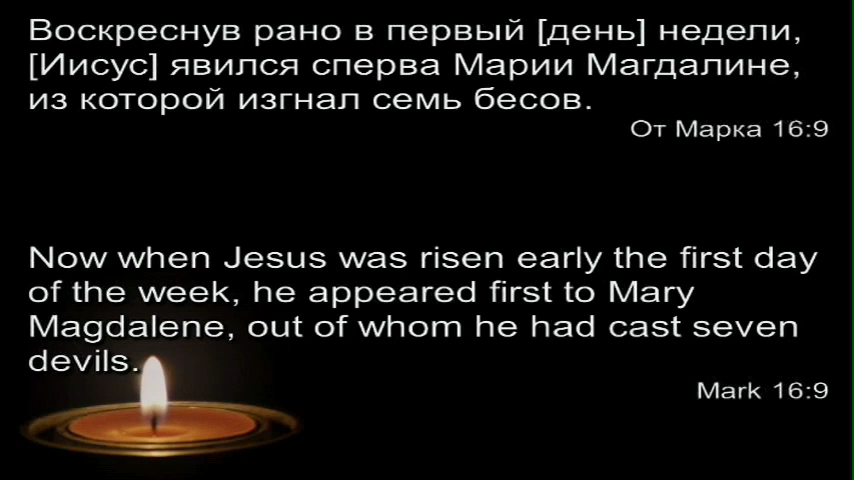 Воскреснув рано в первый [день] недели,
[Иисус] явился сперва Марии Магдалине,
из которой изгнал семь бесов.
От Марка 16:9
Now when Jesus was risen early the first day
of the week, he appeared first to Mary
Magdalene, out of whom he had cast seven
devils.
Mark 16:9